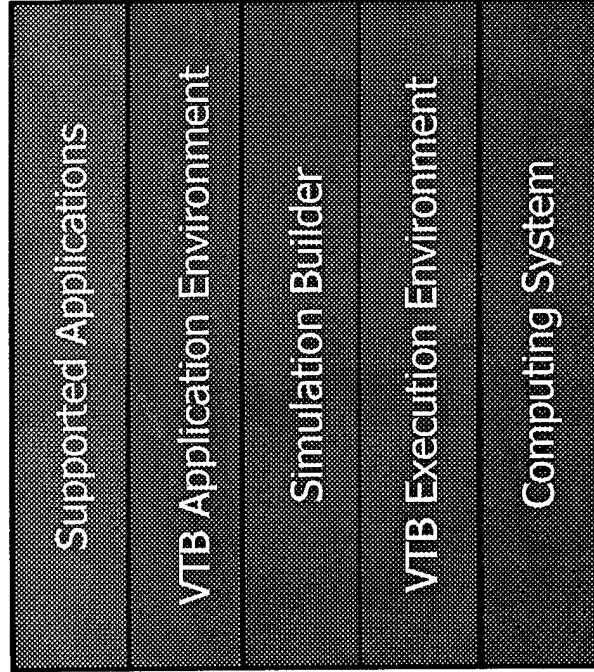 Supported Applications
VTB Application Environment
Simulation Builder
VTB Execution Environment
Computing System